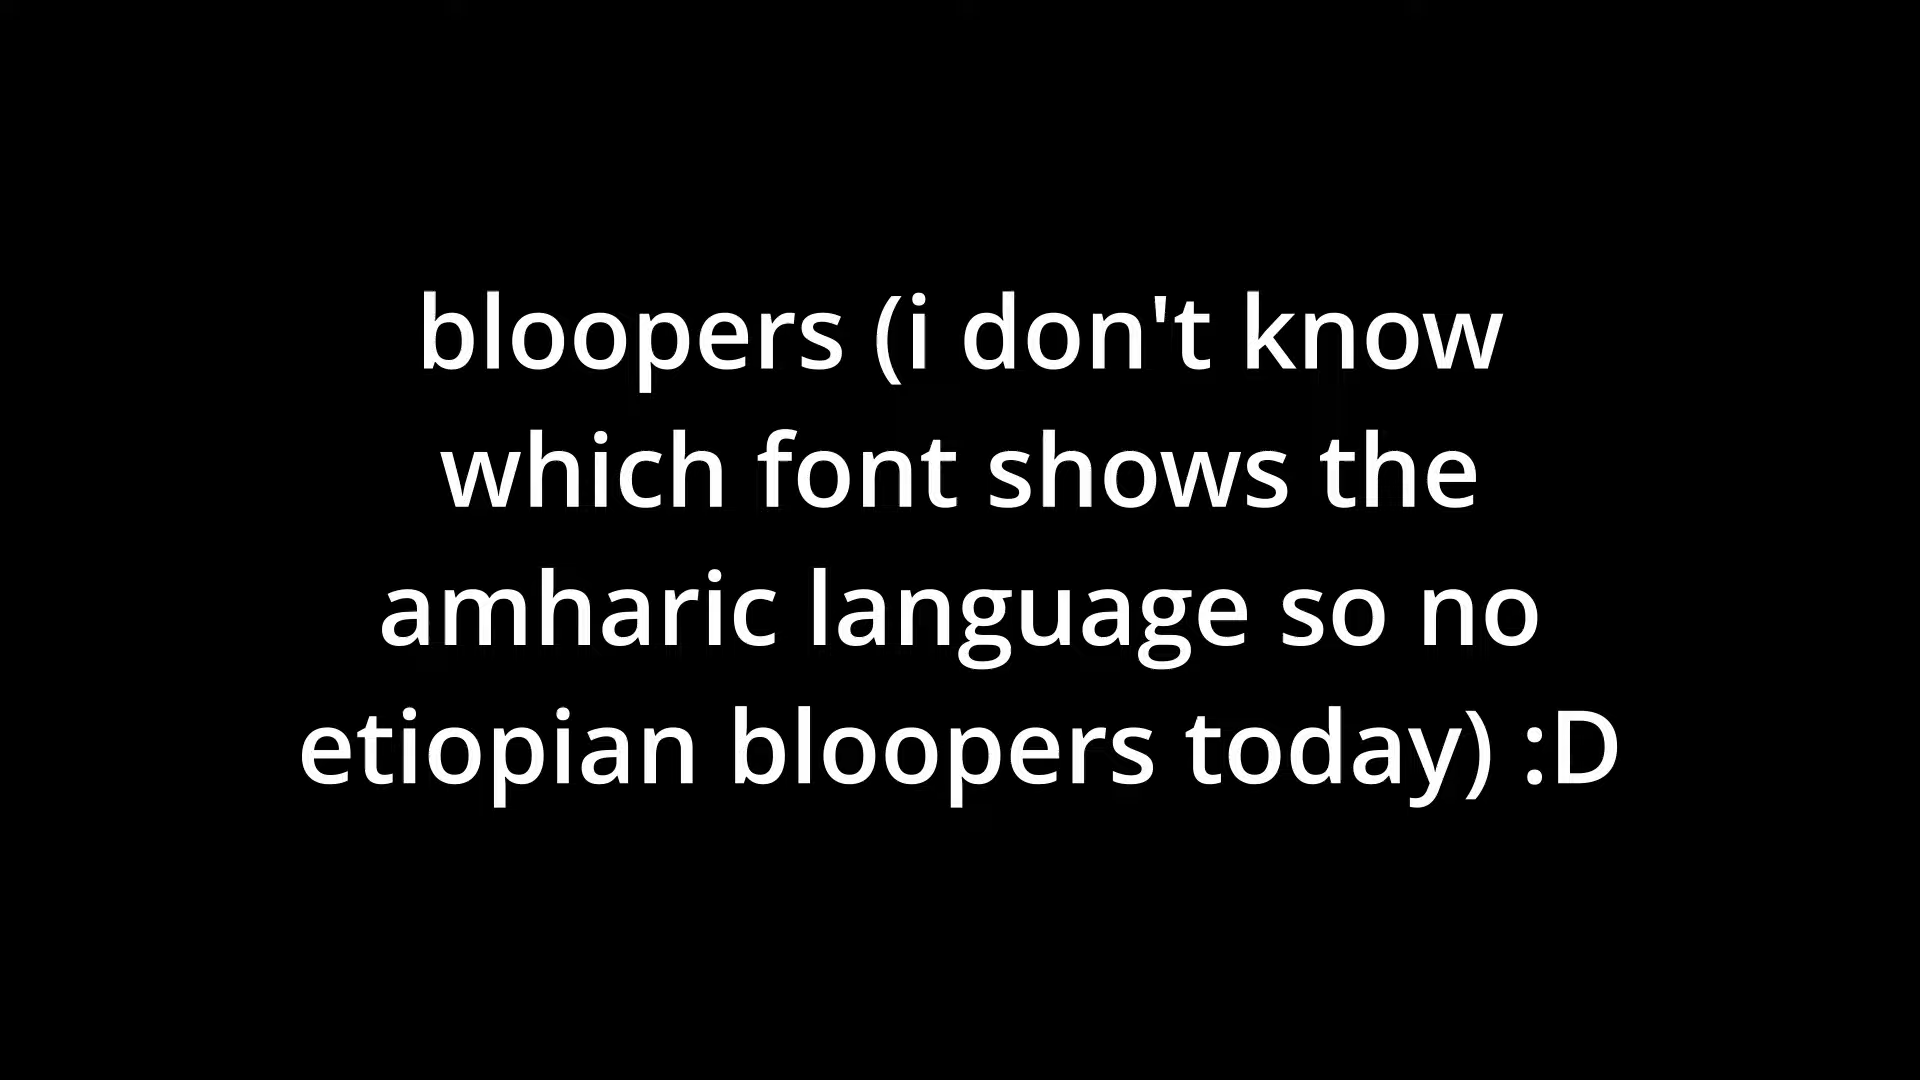 bloopers (i don't know
which font shows the
amharic language so no
etiopian bloopers today) :D